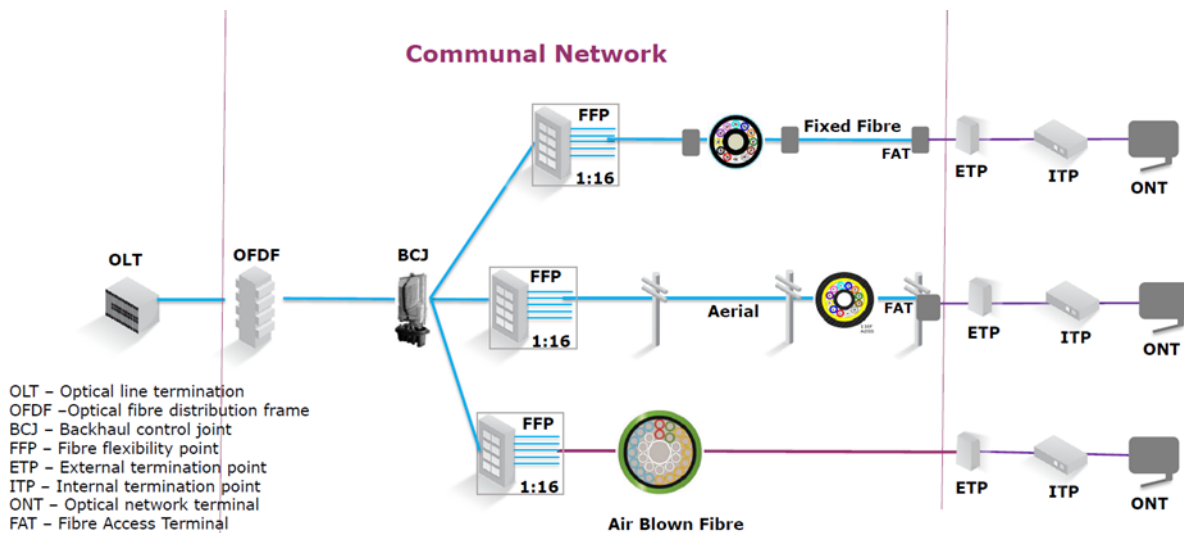 Communal Network
FFP
Fixed Fibre
FAT
1:16
ETP
ITP
ONT
OLT
OFDF
BCJ
FFP
Aerial
FAT
1:16
ETP
ITP
ONT
OLT – Optical line termination
OFDF –Optical fibre distribution frame
BCJ – Backhaul control joint
FFP – Fibre flexibility point
ETP – External termination point
ITP – Internal termination point
ONT – Optical network terminal
FAT – Fibre Access Terminal
FFP
1:16
Air Blown Fibre
ETP
ITP
ONT